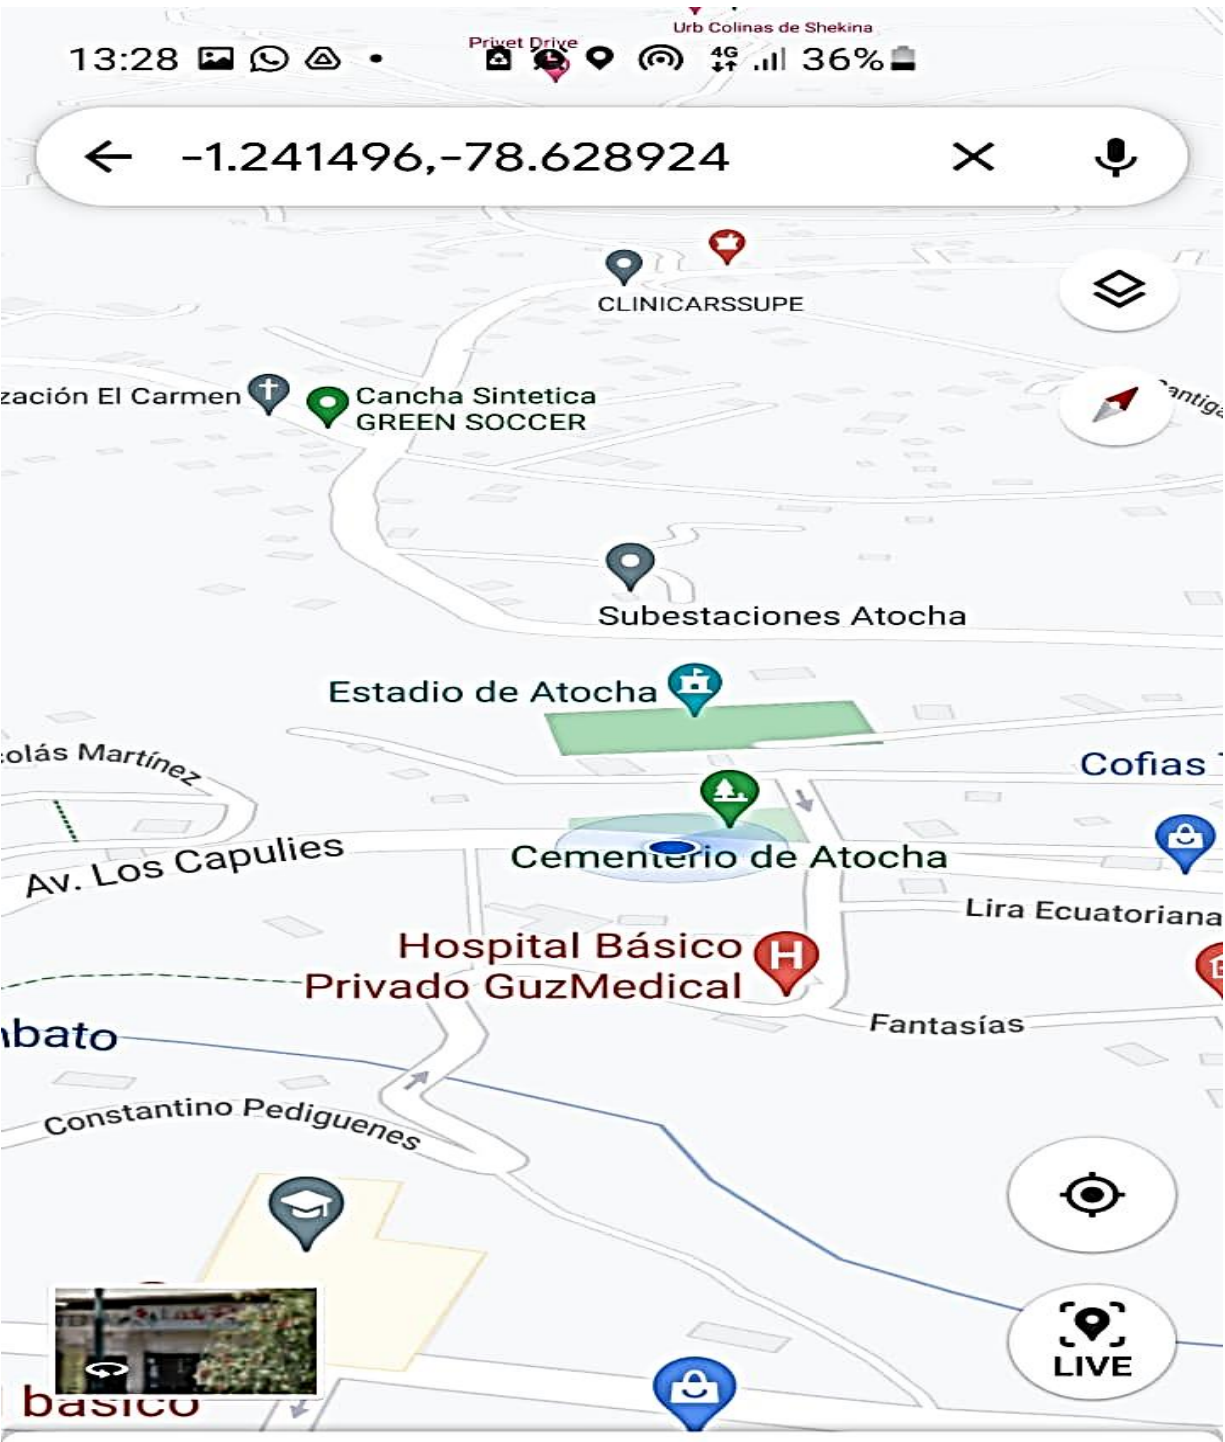 Urb Colinas de Shekina
Privet Drive
13:28
4G
36%
-1.241496,-78.628924
CLINICARSSUPE
zación El Carmen
Cancha Sintetica
GREEN SOCCER
antiga
Subestaciones Atocha
Estadio de Atocha
colás Martínez
Cofias
Av. Los Capulies
Cementerio de Atocha
Lira Ecuatoriana
Hospital Básico
Privado GuzMedical
H
Fantasías
bato
Constantino Pediguenes
LIVE
básico